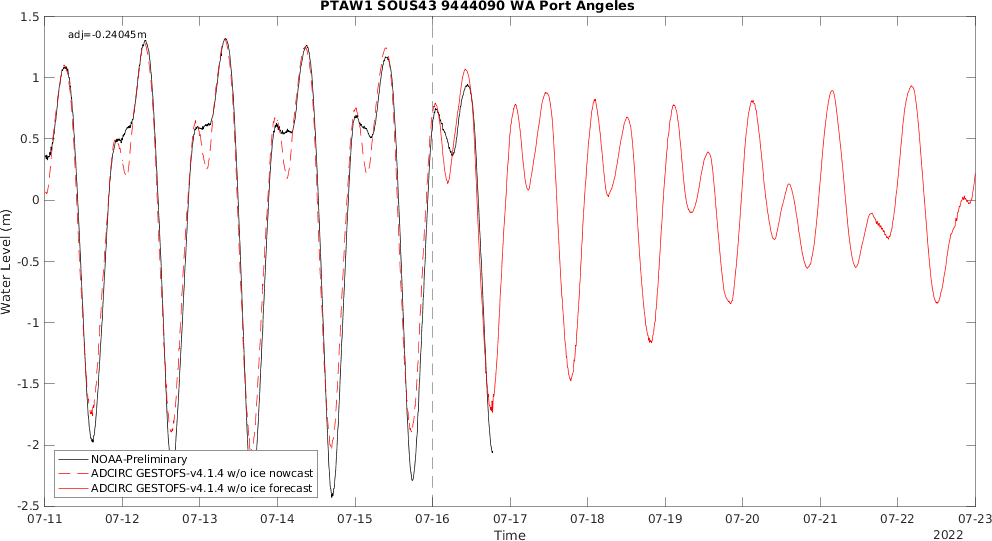 PTAW1 SOUS43 9444090 WA Port Angeles
adj=-0.24045m
1.5
1
0.5
0
-0.5
-1
-1.5
-2
-2.5
Water Level (m)
NOAA-Preliminary
ADCIRC GESTOFS-v4.1.4 w/o ice nowcast
ADCIRC GESTOFS-v4.1.4 w/o ice forecast
07-11 07-12 07-13 07-14 07-15 07-16 07-17 07-18 07-19 07-20 07-21 07-22 07-23
Time
2022